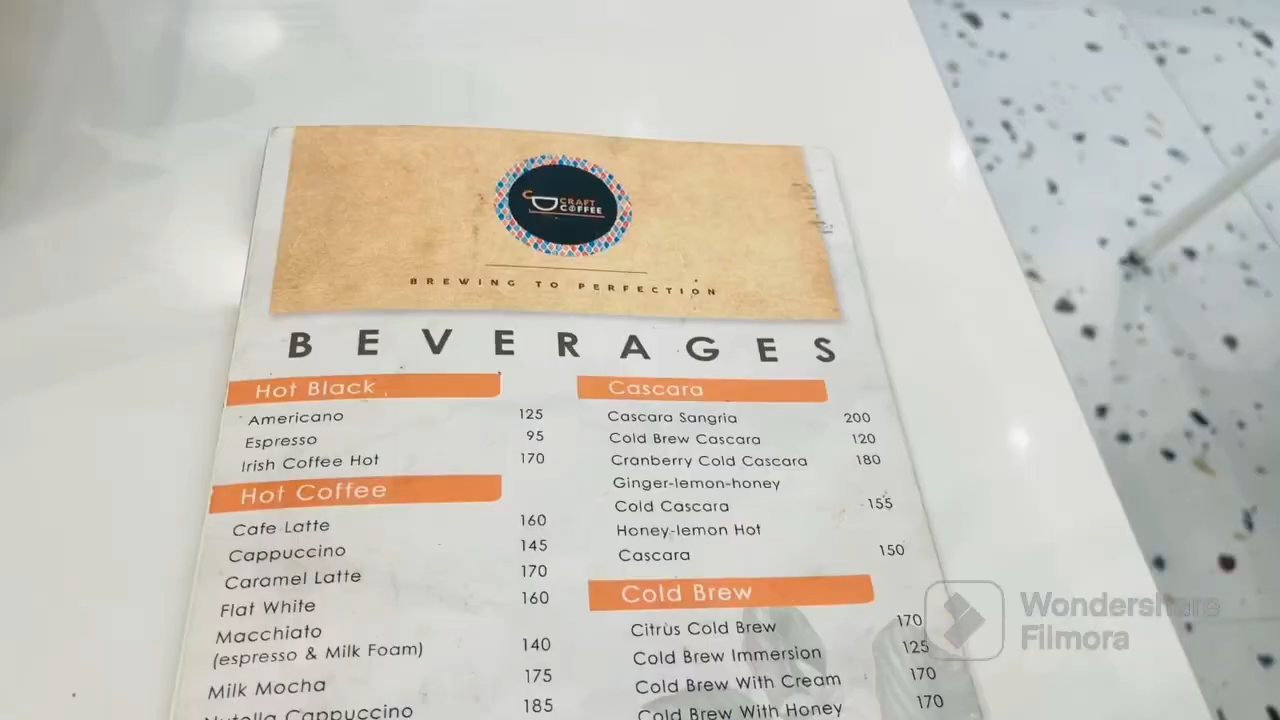 CRAFT
COFFEE
BREWING TO PERFECTION
BEVERAGES
Hot Black
Americano 125
Espresso 95
Irish Coffee Hot 170
Hot Coffee
Cafe Latte 160
Cappuccino 145
Caramel Latte 170
Flat White 160
Macchiato
(espresso & Milk Foam) 140
Milk Mocha 175
Nutella Cappuccino 185
Cascara
Cascara Sangria 200
Cold Brew Cascara 120
Cranberry Cold Cascara 180
Ginger-lemon-honey
Cold Cascara 155
Honey-lemon Hot
Cascara 150
Cold Brew
Citrus Cold Brew 170
Cold Brew Immersion 125
Cold Brew With Cream 170
Cold Brew With Honey 170
Wondershare
Filmora